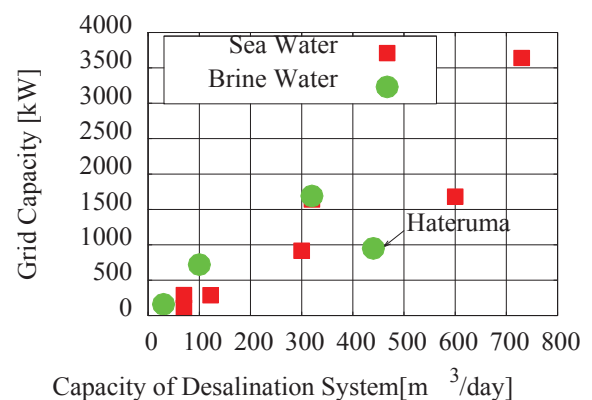 4000
3500
3000
2500
2000
1500
1000
500
0
Grid Capacity [kW]
Sea Water
Brine Water
Hateruma
0 100 200 300 400 500 600 700 800
Capacity of Desalination System[m 3/day]